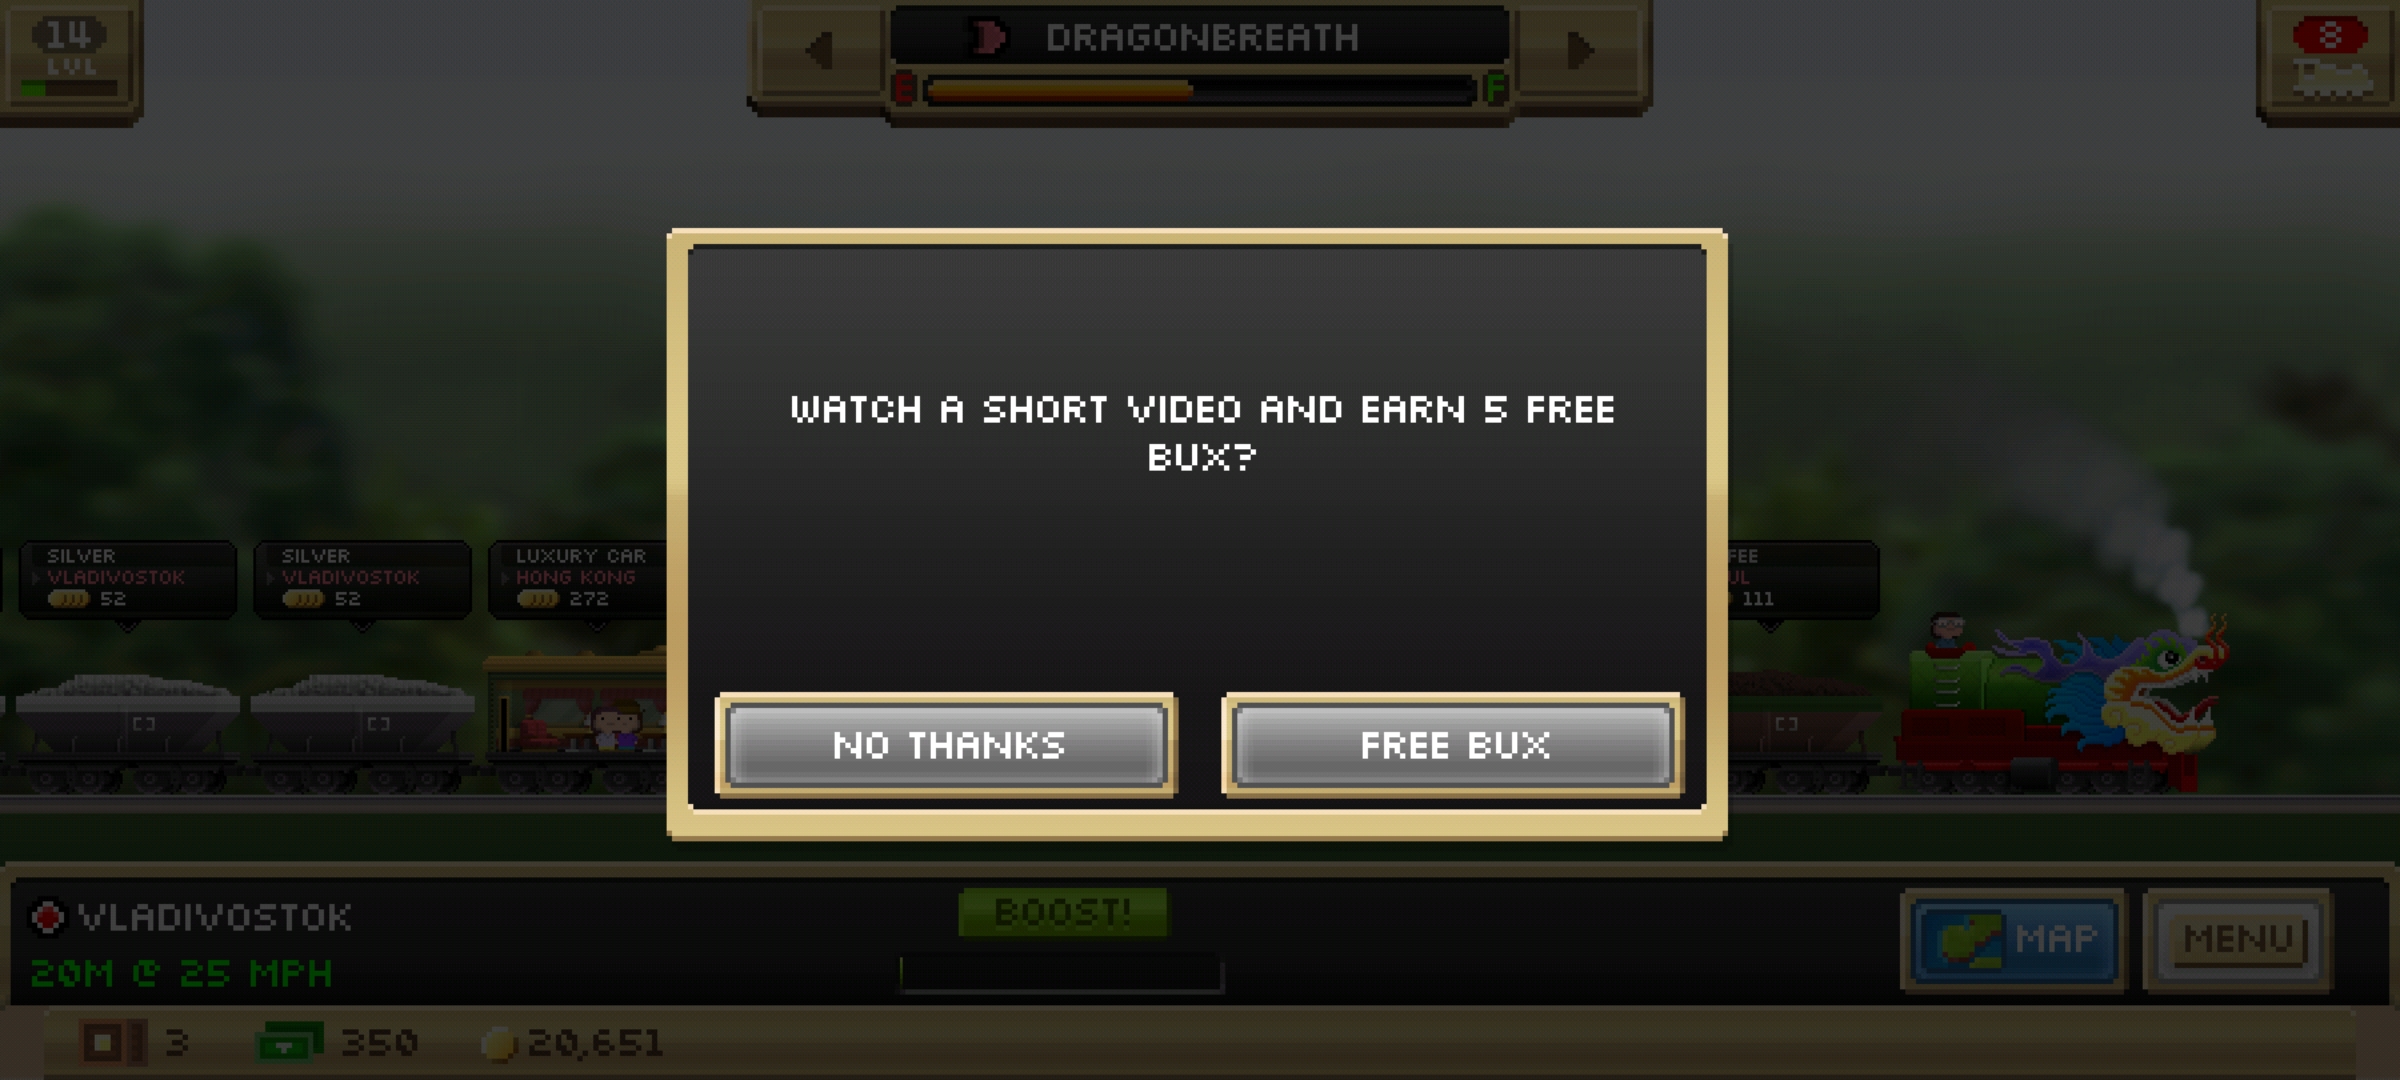 14
LVL
DRAGONBREATH
E
F
8
WATCH A SHORT VIDEO AND EARN 5 FREE
BUX?
NO THANKS
FREE BUX
SILVER
VLADIVOSTOK
52
SILVER
VLADIVOSTOK
52
LUXURY CAR
HONG KONG
272
FEE
UL
111
VLADIVOSTOK
20M @ 25 MPH
BOOST!
MAP
MENU
3
350
20,651